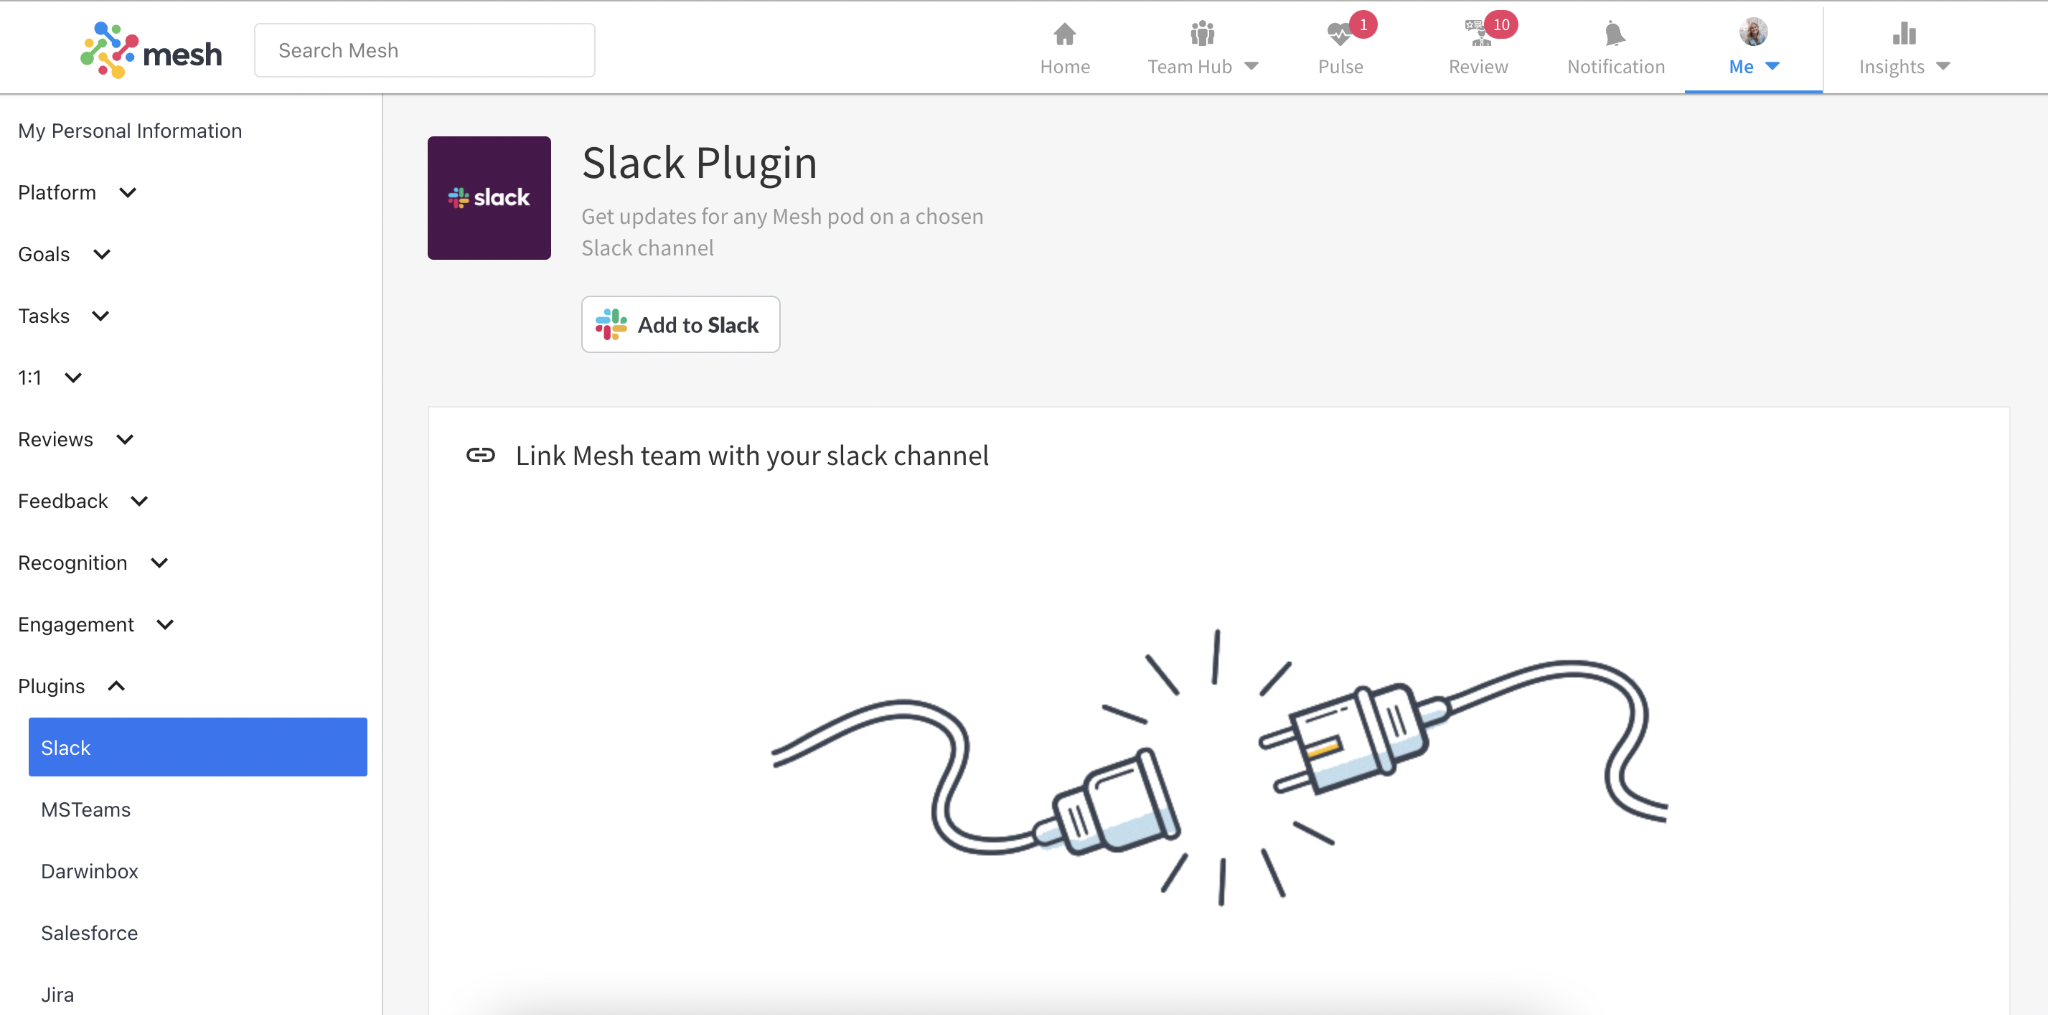 mesh
Search Mesh
Home
Team Hub
1
Pulse
10
Review
Notification
Me
Insights
My Personal Information
Platform
Goals
Tasks
1:1
Reviews
Feedback
Recognition
Engagement
Plugins
Slack
MSTeams
Darwinbox
Salesforce
Jira
slack
Slack Plugin
Get updates for any Mesh pod on a chosen
Slack channel
Add to Slack
Link Mesh team with your slack channel